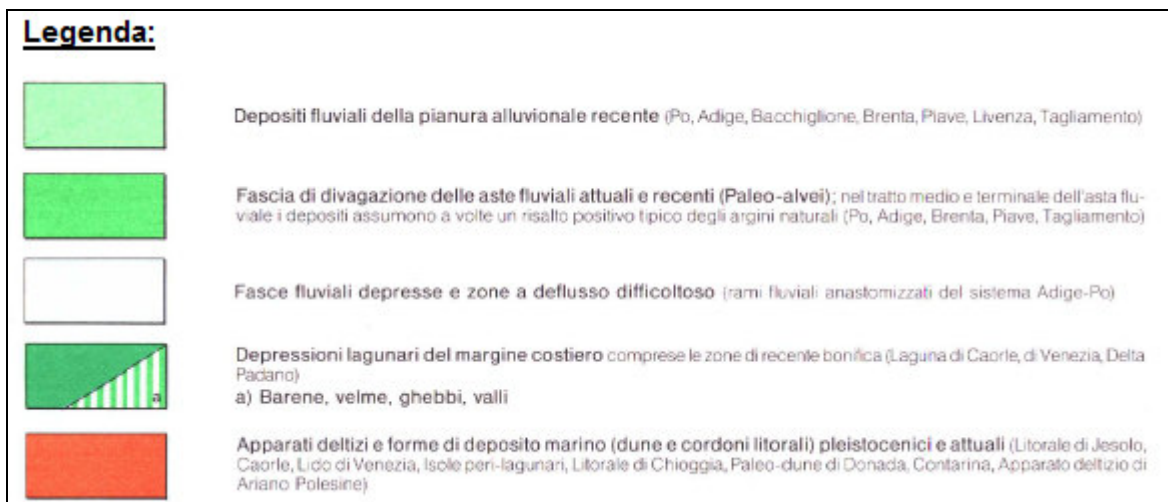 Legenda:
Depositi fluviali della pianura alluvionale recente (Po, Adige, Bacchiglione, Brenta, Piave, Livenza, Tagliamento)
Fascia di divagazione delle aste fluviali attuali e recenti (Paleo-alvei); nel tratto medio e terminale dell'asta flu-
viale i depositi assumono a volte un risalto positivo tipico degli argini naturali (Po, Adige, Brenta, Piave, Tagliamento)
Fasce fluviali depresse e zone a deflusso difficoltoso (rami fluviali anastomizzati del sistema Adige-Po)
Depressioni lagunari del margine costiero comprese le zone di recente bonifica (Laguna di Caorle, di Venezia, Delta
Padano)
a
a) Barene, velme, ghebbi, valli
Apparati deltizi e forme di deposito marino (dune e cordoni litorali) pleistocenici e attuali (Litorale di Jesolo,
Caorle, Lido di Venezia, Isole peri-lagunari, Litorale di Chioggia, Paleo-dune di Donada, Contarina, Apparato deltizio di
Ariano Polesine)